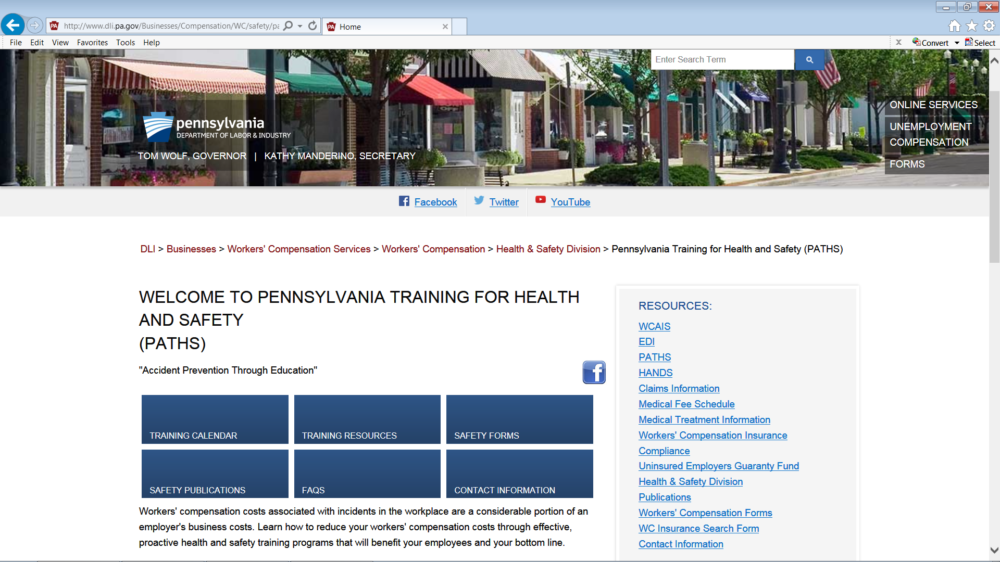 http://www.dli.pa.gov/Businesses/Compensation/WC/safety/pa
Home
File Edit View Favorites Tools Help
Convert Select
Enter Search Term
ONLINE SERVICES
UNEMPLOYMENT
COMPENSATION
FORMS
pennsylvania
DEPARTMENT OF LABOR & INDUSTRY
TOM WOLF, GOVERNOR | KATHY MANDERINO, SECRETARY
Facebook Twitter YouTube
DLI > Businesses > Workers' Compensation Services > Workers' Compensation > Health & Safety Division > Pennsylvania Training for Health and Safety (PATHS)
WELCOME TO PENNSYLVANIA TRAINING FOR HEALTH
AND SAFETY
(PATHS)
"Accident Prevention Through Education"
TRAINING CALENDAR
TRAINING RESOURCES
SAFETY FORMS
SAFETY PUBLICATIONS
FAQS
CONTACT INFORMATION
Workers' compensation costs associated with incidents in the workplace are a considerable portion of an
employer's business costs. Learn how to reduce your workers' compensation costs through effective,
proactive health and safety training programs that will benefit your employees and your bottom line.
RESOURCES:
WCAIS
EDI
PATHS
HANDS
Claims Information
Medical Fee Schedule
Medical Treatment Information
Workers' Compensation Insurance
Compliance
Uninsured Employers Guaranty Fund
Health & Safety Division
Publications
Workers' Compensation Forms
WC Insurance Search Form
Contact Information